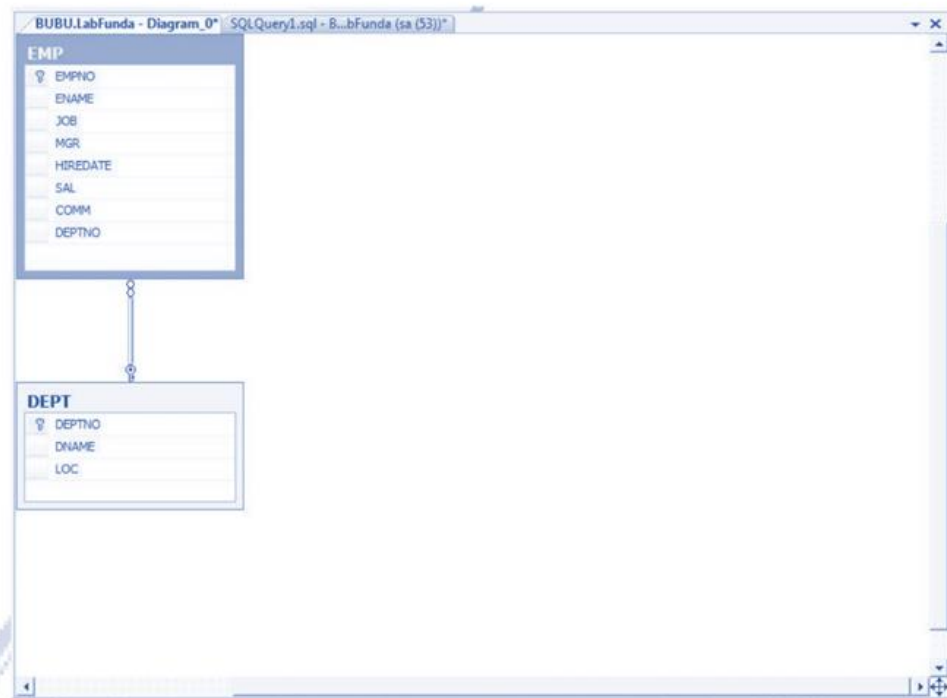 BUBU.LabFunda - Diagram_0* SQLQuery1.sql - B...bFunda (sa (53))*
EMP
EMPNO
ENAME
JOB
MGR
HIREDATE
SAL
COMM
DEPTNO
DEPT
DEPTNO
DNAME
LOC